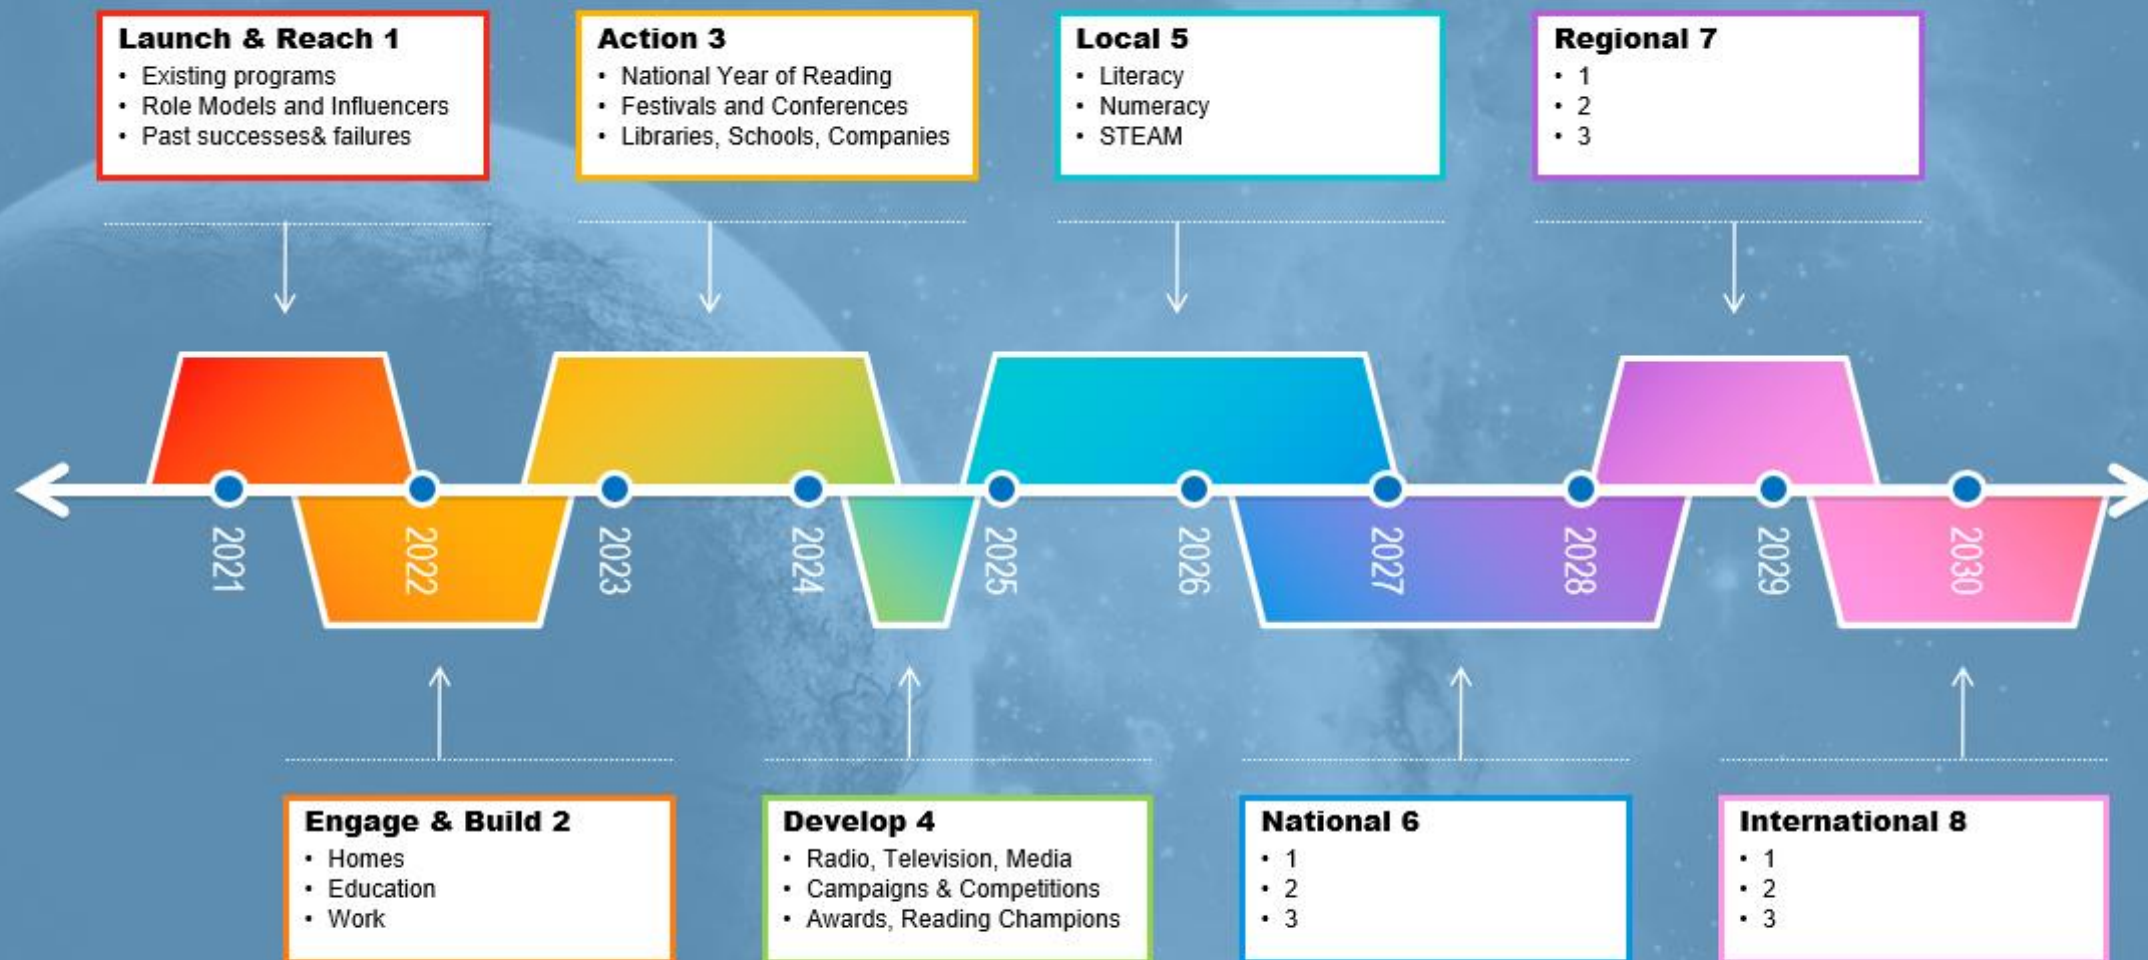 Launch & Reach 1
• Existing programs
• Role Models and Influencers
• Past successes& failures
Action 3
• National Year of Reading
• Festivals and Conferences
• Libraries, Schools, Companies
Local 5
• Literacy
• Numeracy
• STEAM
Regional 7
• 1
• 2
• 3
2021
2022
2023
2024
2025
2026
2027
2028
2029
2030
Engage & Build 2
• Homes
• Education
• Work
Develop 4
• Radio, Television, Media
• Campaigns & Competitions
• Awards, Reading Champions
National 6
• 1
• 2
• 3
International 8
• 1
• 2
• 3